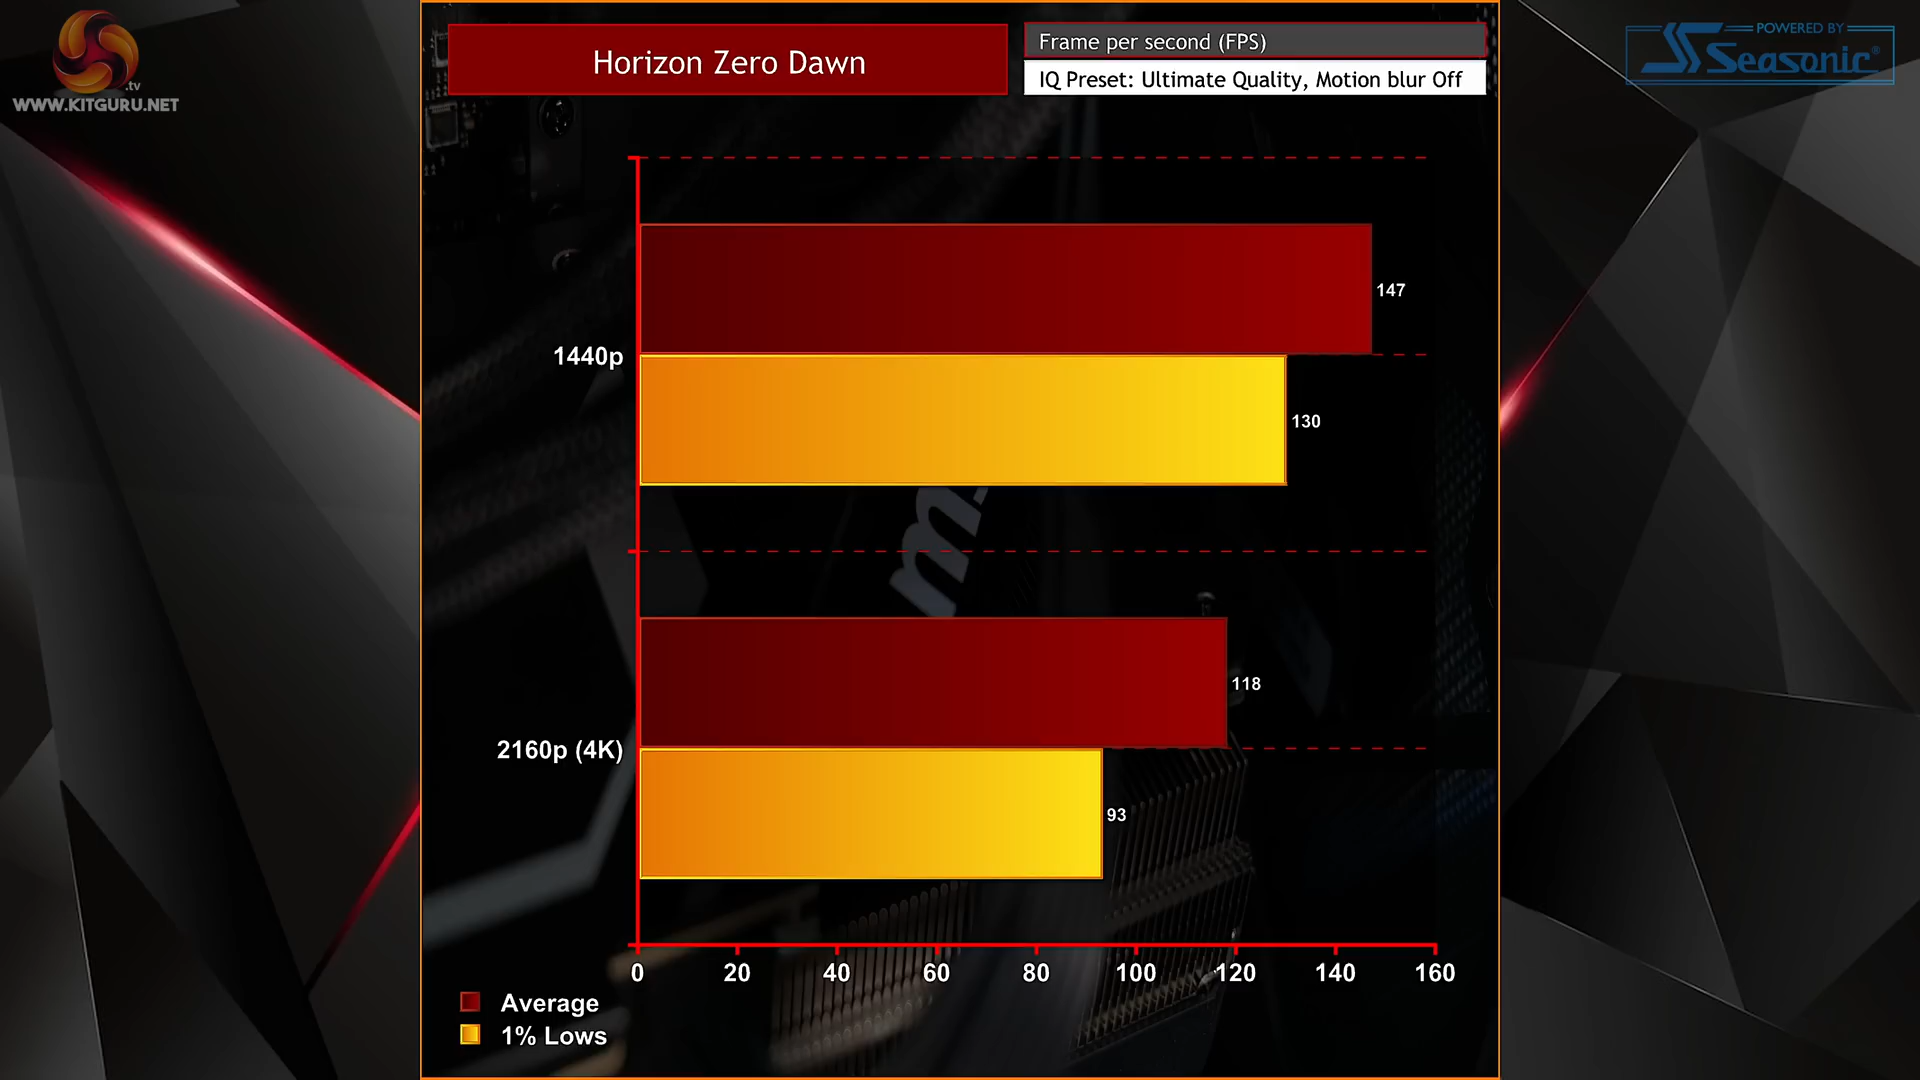 .tv
WWW.KITGURU.NET
Horizon Zero Dawn
Frame per second (FPS)
IQ Preset: Ultimate Quality, Motion blur Off
POWERED BY
Seasonic®
147
1440p
130
118
2160p (4K)
93
0 20 40 60 80 100 120 140 160
Average
1% Lows